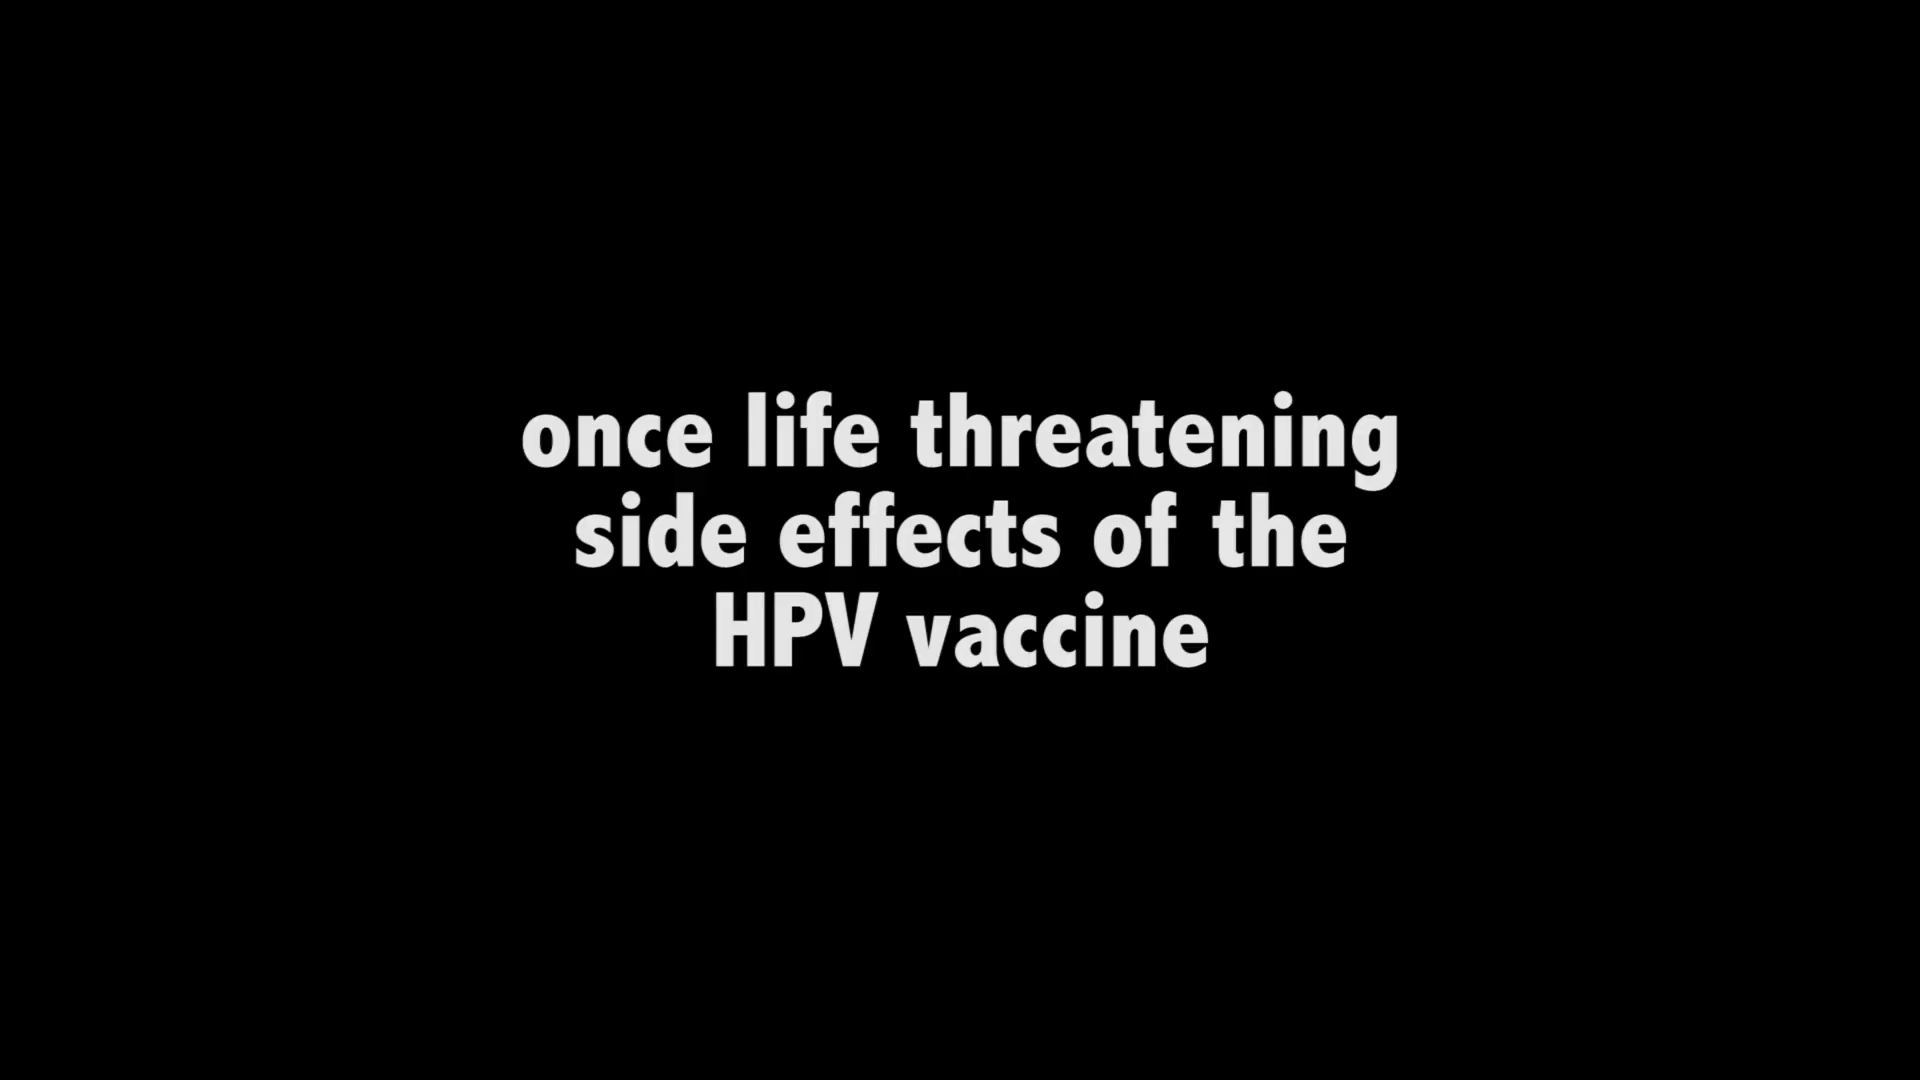 once life threatening
side effects of the
HPV vaccine